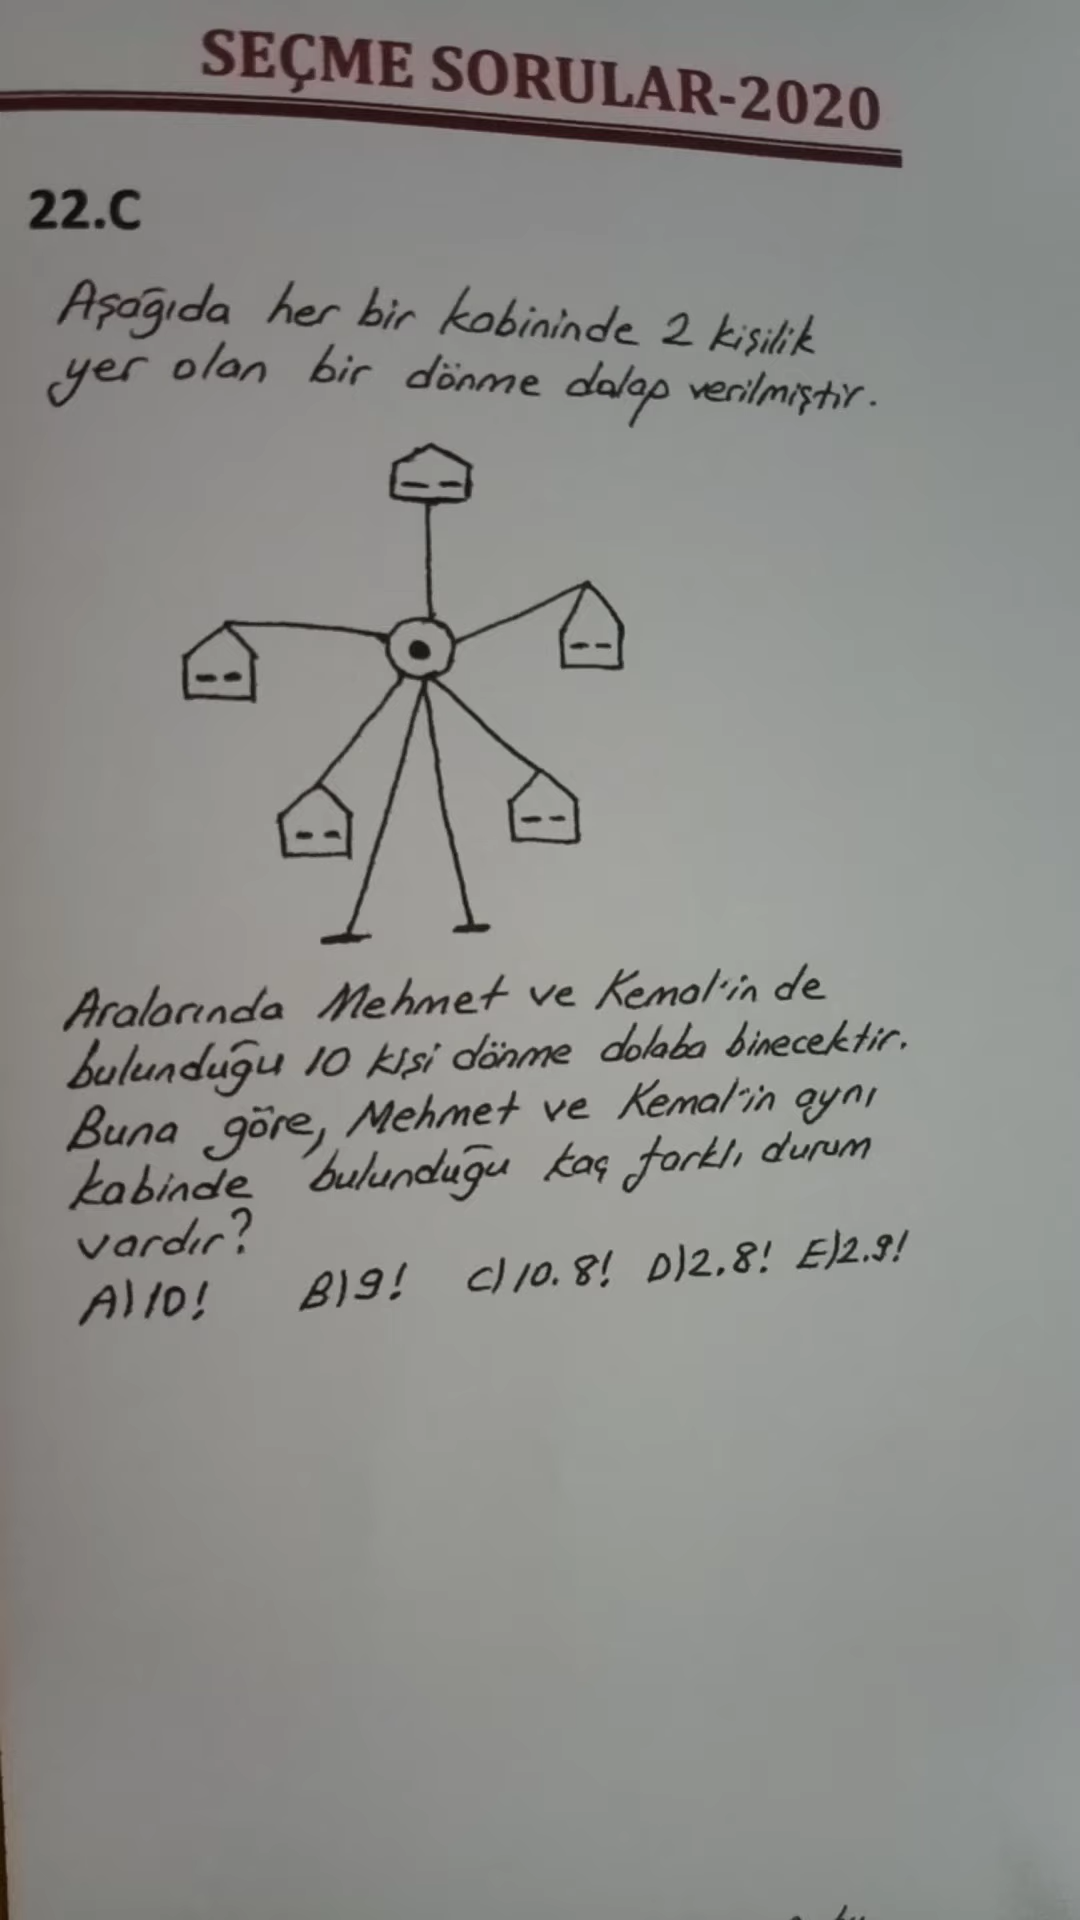 SEÇME SORULAR-2020
22.C
Aşağıda her bir kabininde 2 kişilik
yer olan bir dönme dolap verilmiştir.
Aralarında Mehmet ve Kemal'in de
bulunduğu 10 kişi dönme dolaba binecektir.
Buna göre, Mehmet ve Kemal'in aynı
kabinde bulunduğu kaç farklı durum
vardır?
A) 10! B) 9! C) 10.8! D) 2.8! E) 2.9!